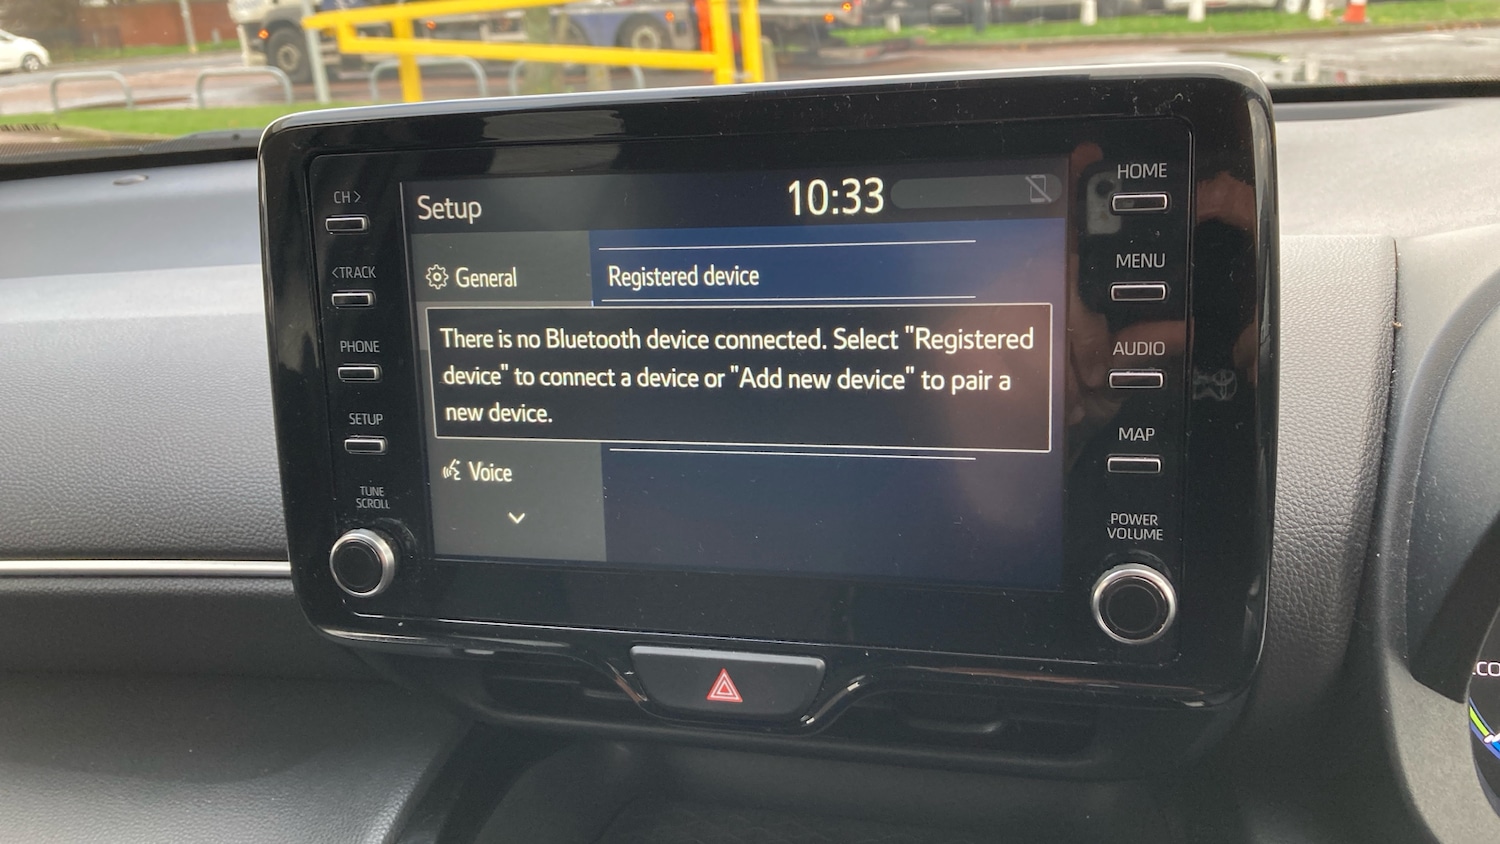 CH >
< TRACK
PHONE
SETUP
TUNE
SCROLL
Setup
10:33
General
Registered device
There is no Bluetooth device connected. Select "Registered
device" to connect a device or "Add new device" to pair a
new device.
Voice
HOME
MENU
AUDIO
MAP
POWER
VOLUME